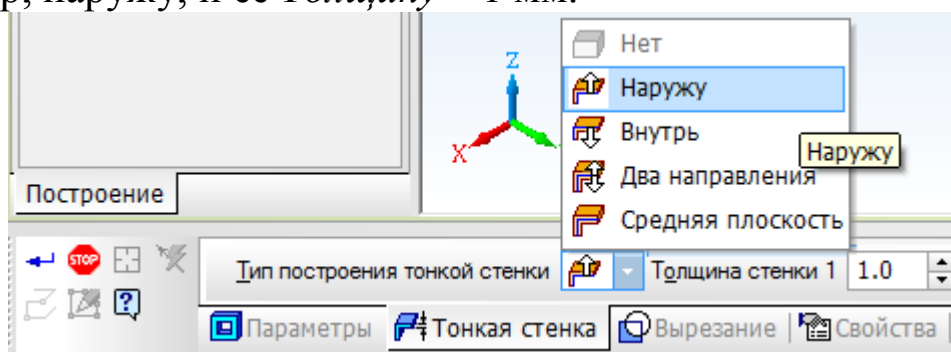 р, наружу, и ее Толщину – 1 мм.
Нет
Z
Наружу
X
Внутрь
Наружу
Два направления
Построение
Средняя плоскость
STOP
Тип построения тонкой стенки
Толщина стенки 1 1.0
Параметры Тонкая стенка Вырезание Свойства